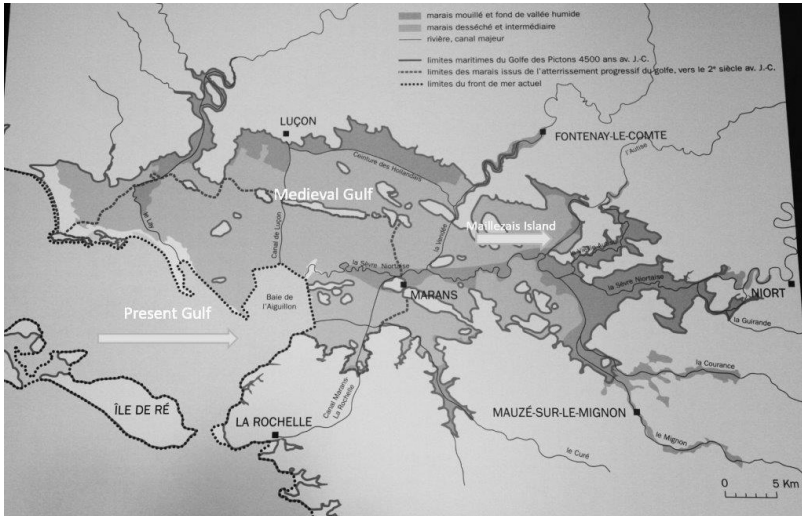 marais mouillé et fond de vallée humide
marais desséché et intermédiaire
rivière, canal majeur
limites maritimes du Golfe des Pictons 4500 ans av. J.-C.
limites des marais issus de l'atterrissement progressif du golfe, vers le 2e siècle av. J.-C.
limites du front de mer actuel
LUÇON
FONTENAY-LE-COMTE
l'Autise
Ceinture des Hollandais
Medieval Gulf
Maillezais Island
le Lay
Canal de Luçon
la Vendée
la Sèvre Niortaise
MARANS
la Sèvre Niortaise
NIORT
Baie de
l'Aiguillon
Present Gulf
la Guirande
la Courance
ÎLE DE RÉ
LA ROCHELLE
Canal Marans-
La Rochelle
MAUZÉ-SUR-LE-MIGNON
le Mignon
le Curé
0 5 Km